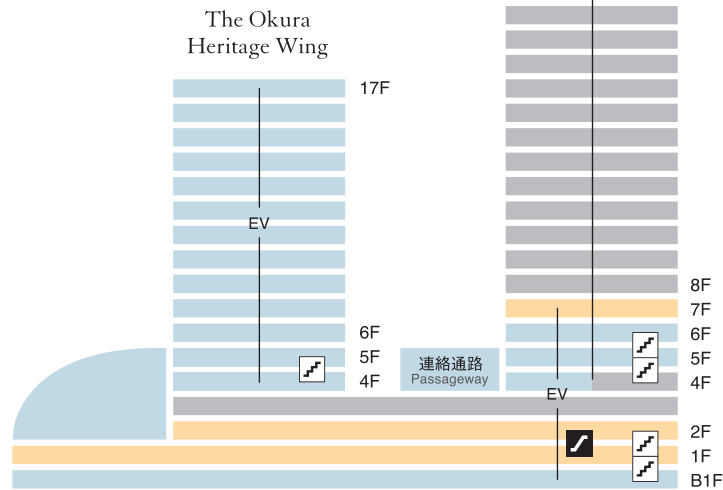 The Okura
Heritage Wing
17F
EV
8F
7F
6F
6F
5F
連絡通路
5F
4F
Passageway
4F
EV
2F
1F
B1F